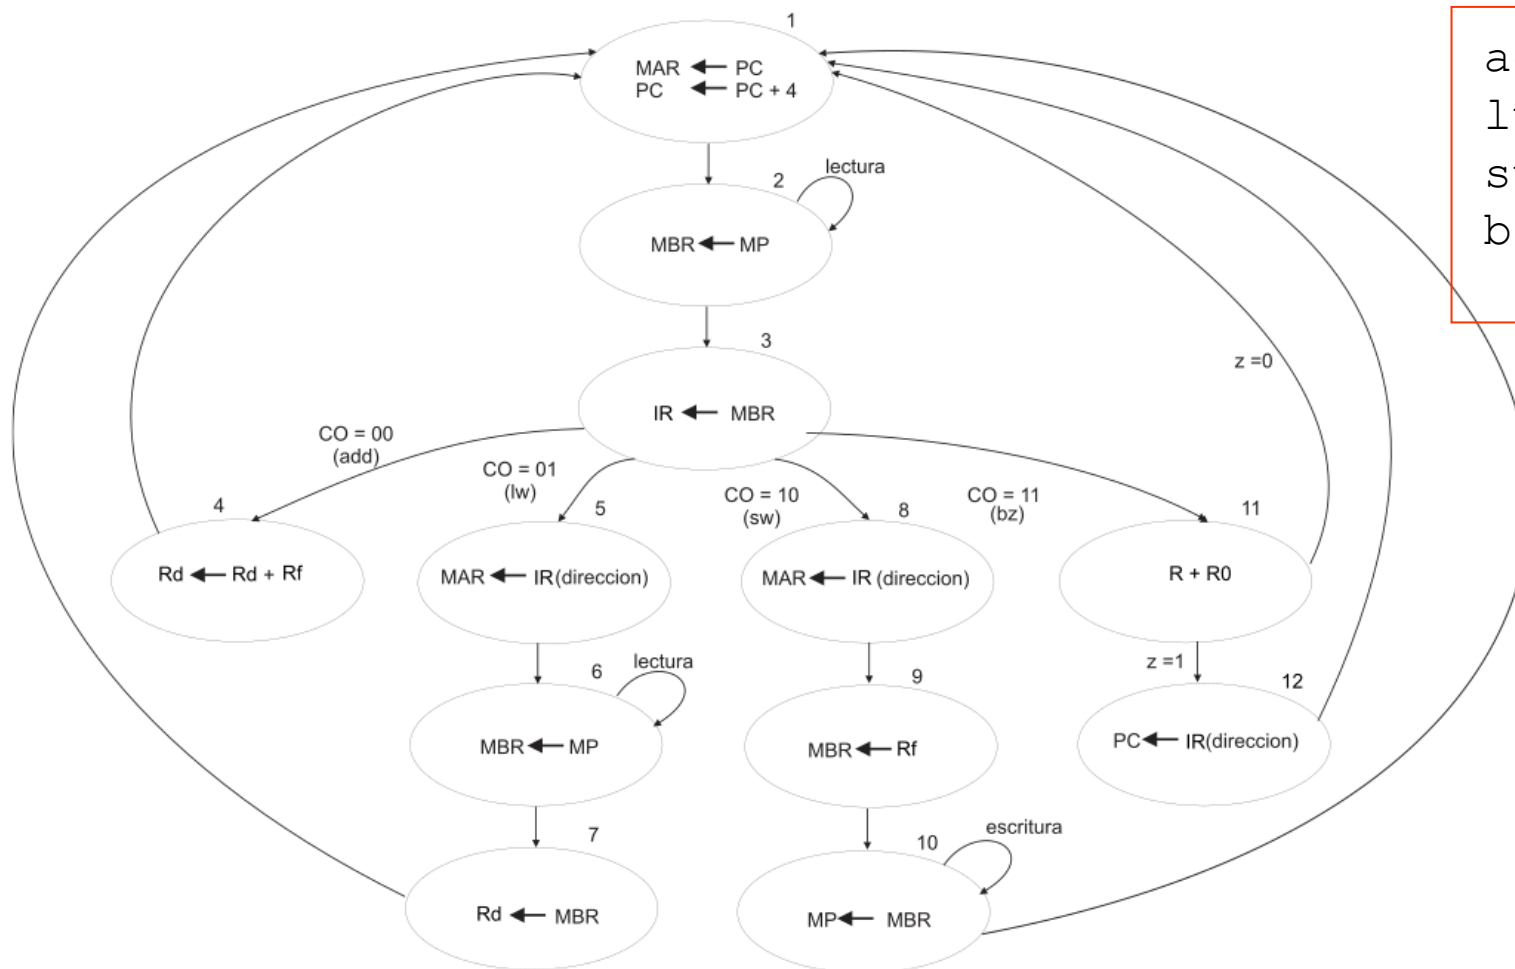 1
MAR ← PC
PC ← PC + 4
2
lectura
MBR ← MP
3
IR ← MBR
z =0
CO = 00
(add)
CO = 01
(lw)
CO = 10
(sw)
CO = 11
(bz)
4
Rd ← Rd + Rf
5
MAR ← IR(direccion)
8
MAR ← IR (direccion)
11
R + R0
z =1
6
lectura
MBR ← MP
9
MBR ← Rf
12
PC ← IR(direccion)
7
Rd ← MBR
10
escritura
MP ← MBR
a
l
s
b